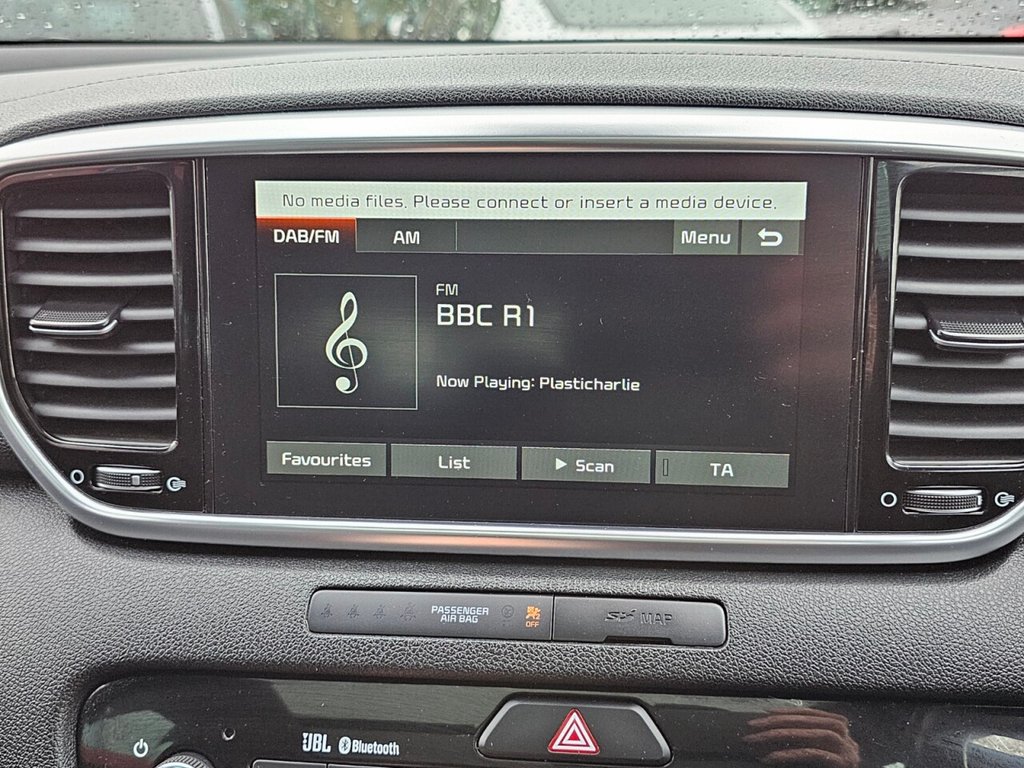 No media files. Please connect or insert a media device.
DAB/FM AM Menu
FM
BBC R1
Now Playing: Plasticharlie
Favourites List Scan TA
PASSENGER
AIR BAG
OFF
SD MAP
JBL Bluetooth